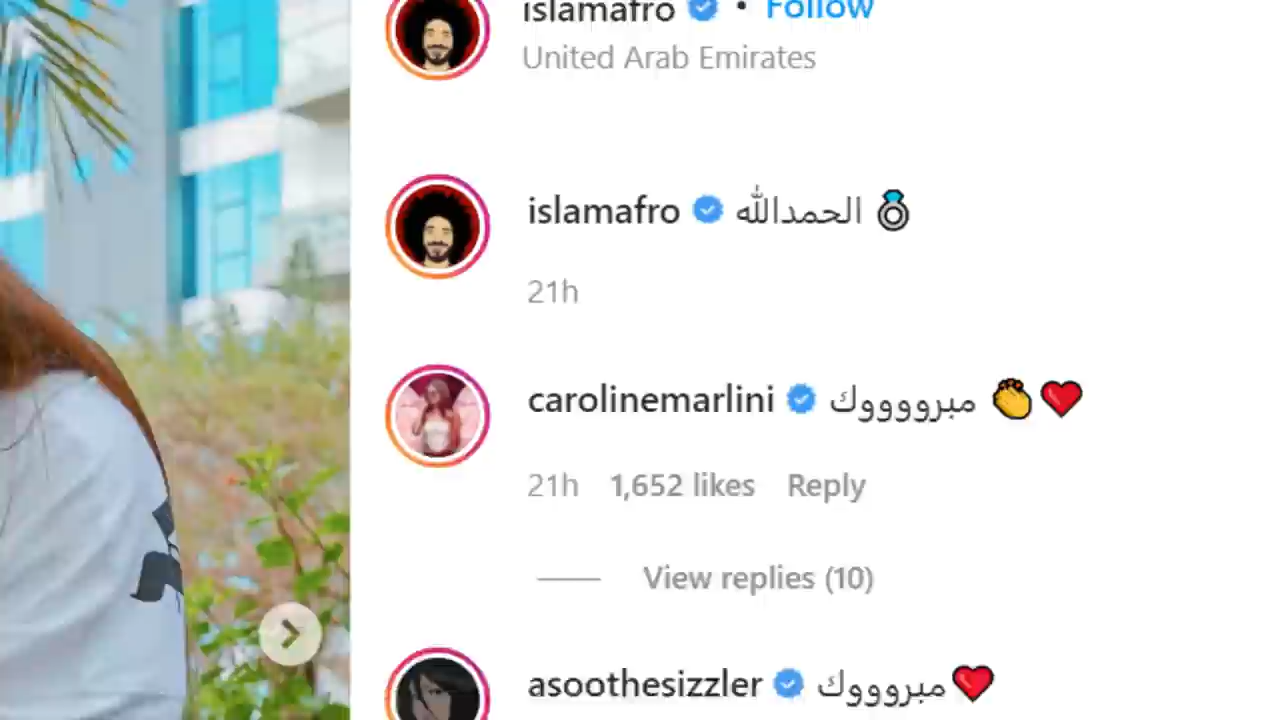 islamafro • Follow
United Arab Emirates
islamafro الحمدالله 💍
21h
carolinemarlini مبرووووك 👏❤️
21h 1,652 likes Reply
View replies (10)
asoothesizzler مبروووك❤️